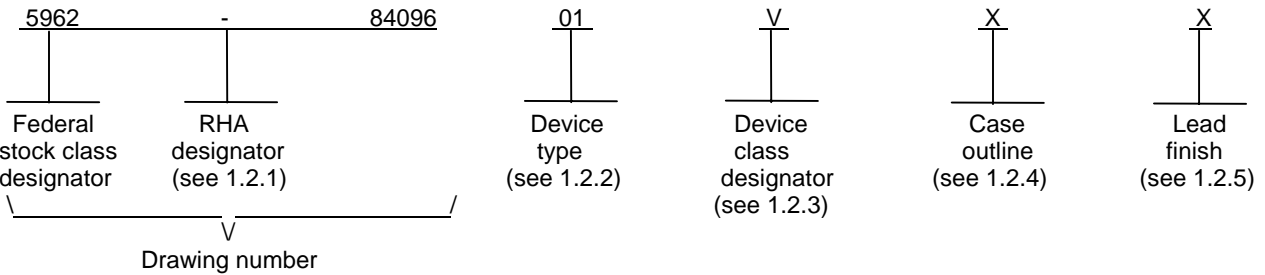 5962 - 84096 01 V X X
Federal stock class designator
RHA designator (see 1.2.1)
Device type (see 1.2.2)
Device class designator (see 1.2.3)
Case outline (see 1.2.4)
Lead finish (see 1.2.5)
\ /
\/
Drawing number